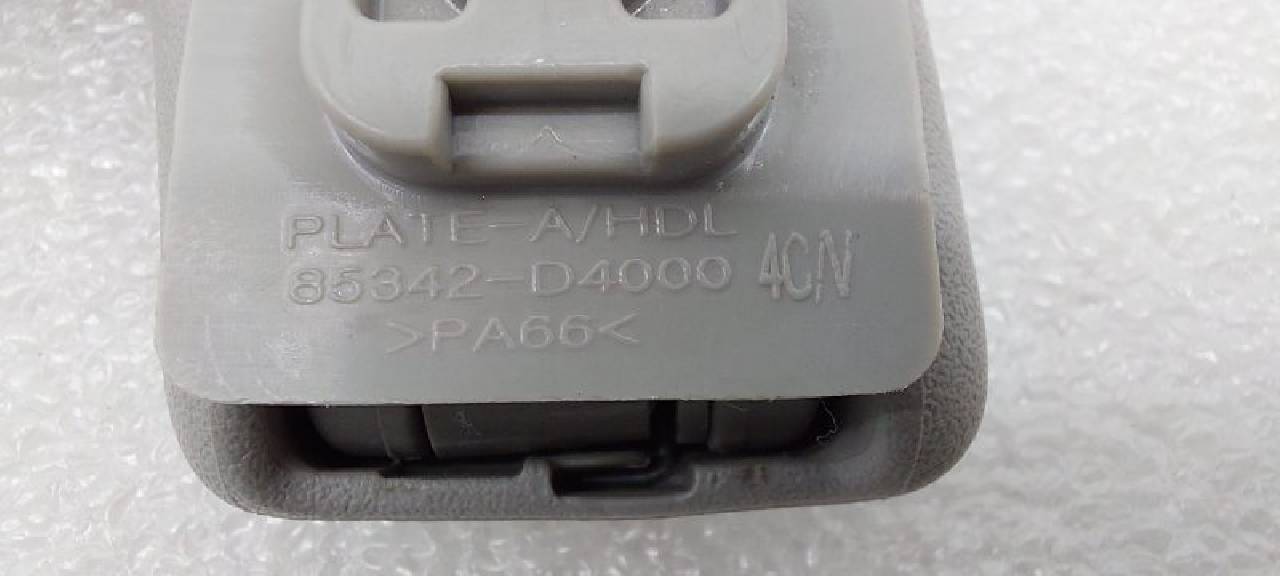 PLATE-A/HDL
85342-D4000 4C/V
>PA66<